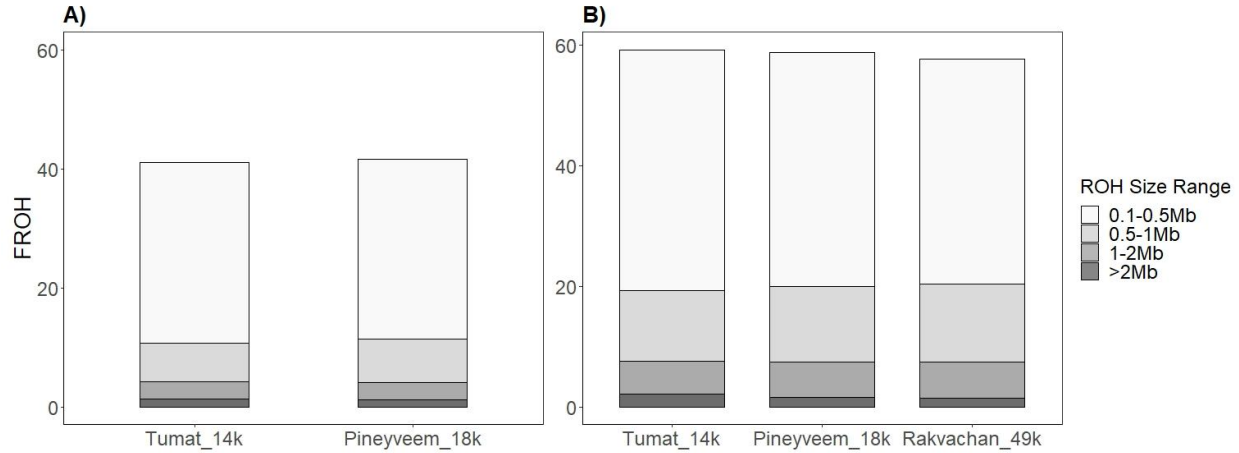 A)
60
40
20
0
FROH
Tumat_14k Pineyveem_18k
B)
60
40
20
0
Tumat_14k Pineyveem_18k Rakvachan_49k
ROH Size Range
0.1-0.5Mb
0.5-1Mb
1-2Mb
>2Mb